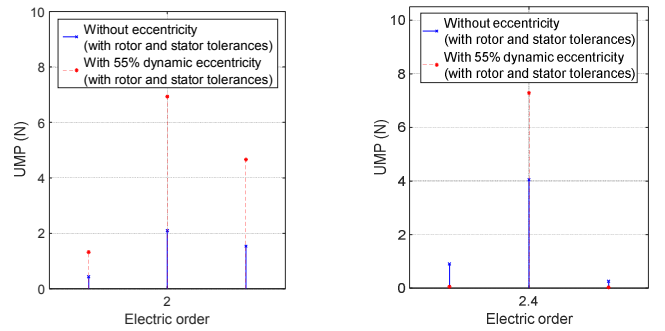 Without eccentricity
(with rotor and stator tolerances)
With 55% dynamic eccentricity
(with rotor and stator tolerances)
10
8
6
4
2
0
UMP (N)
2
Electric order
Without eccentricity
(with rotor and stator tolerances)
With 55% dynamic eccentricity
(with rotor and stator tolerances)
10
8
6
4
2
0
UMP (N)
2.4
Electric order